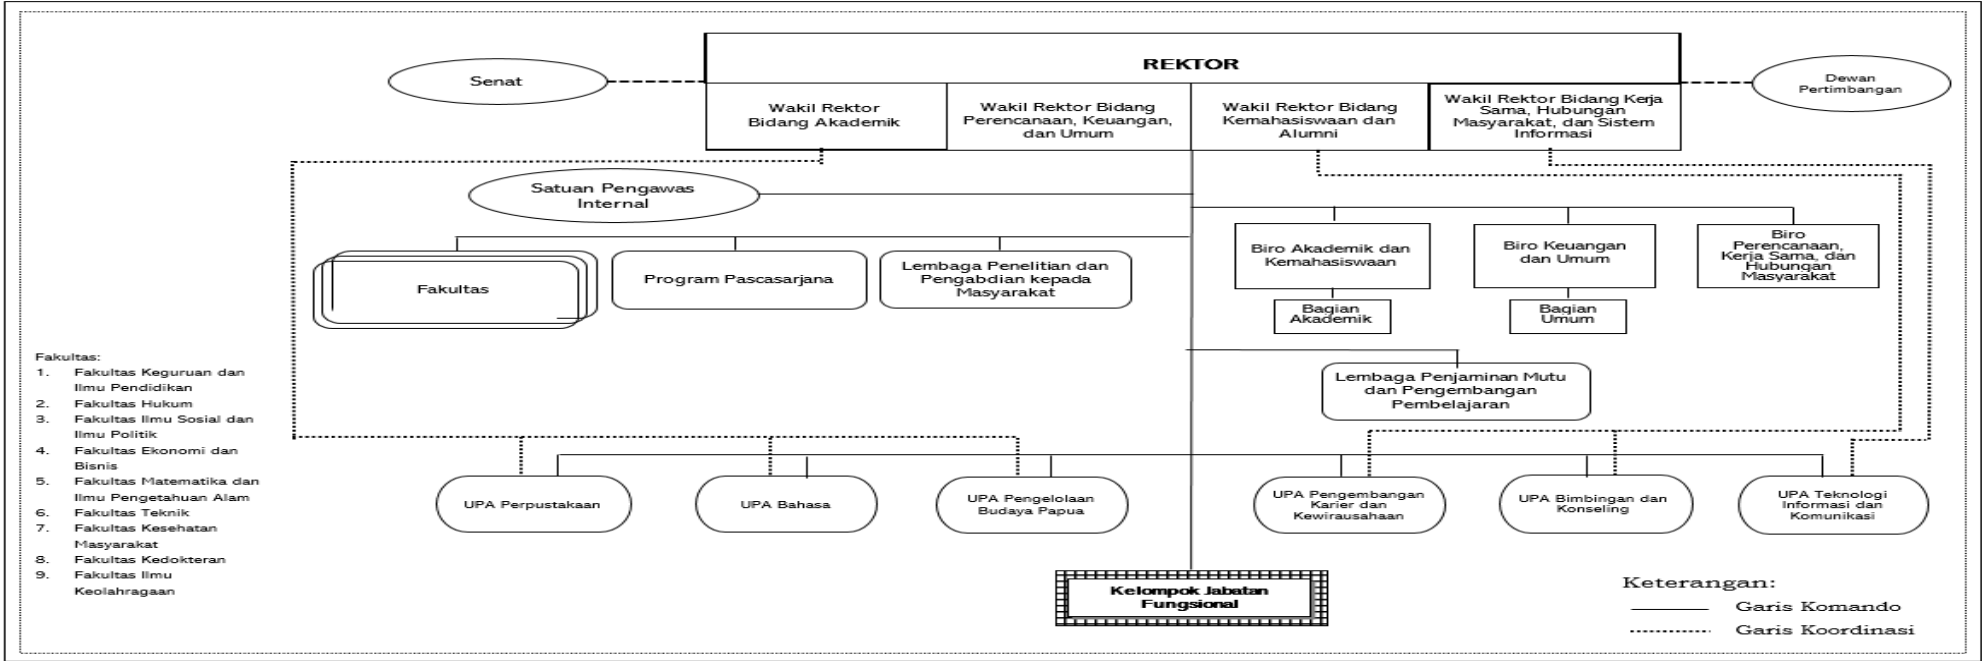 REKTOR
Senat
Dewan
Pertimbangan
Wakil Rektor
Bidang Akademik
Wakil Rektor Bidang
Perencanaan, Keuangan,
dan Umum
Wakil Rektor Bidang
Kemahasiswaan dan
Alumni
Wakil Rektor Bidang Kerja
Sama, Hubungan
Masyarakat, dan Sistem
Informasi
Satuan Pengawas
Internal
Fakultas
Program Pascasarjana
Lembaga Penelitian dan
Pengabdian kepada
Masyarakat
Biro Akademik dan
Kemahasiswaan
Biro Keuangan
dan Umum
Biro
Perencanaan,
Kerja Sama, dan
Hubungan
Masyarakat
Bagian
Akademik
Bagian
Umum
Lembaga Penjaminan Mutu
dan Pengembangan
Pembelajaran
Fakultas:
1. Fakultas Keguruan dan
Ilmu Pendidikan
2. Fakultas Hukum
3. Fakultas Ilmu Sosial dan
Ilmu Politik
4. Fakultas Ekonomi dan
Bisnis
5. Fakultas Matematika dan
Ilmu Pengetahuan Alam
6. Fakultas Teknik
7. Fakultas Kesehatan
Masyarakat
8. Fakultas Kedokteran
9. Fakultas Ilmu
Keolahragaan
UPA Perpustakaan
UPA Bahasa
UPA Pengelolaan
Budaya Papua
UPA Pengembangan
Karier dan
Kewirausahaan
UPA Bimbingan dan
Konseling
UPA Teknologi
Informasi dan
Komunikasi
Kelompok Jabatan
Fungsional
Keterangan:
Garis Komando
Garis Koordinasi